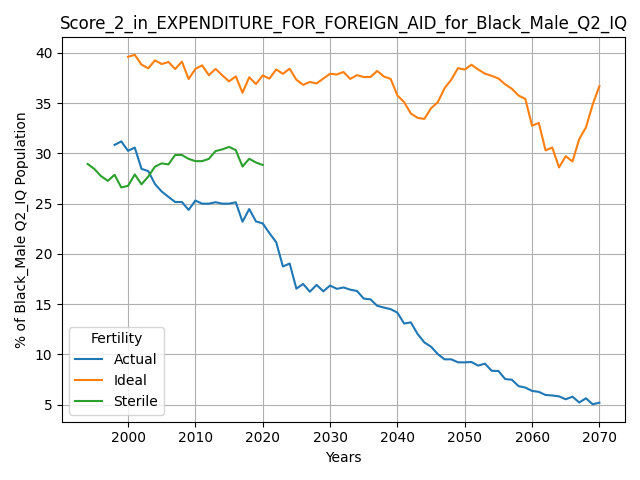 Score_2_in_EXPENDITURE_FOR_FOREIGN_AID_for_Black_Male_Q2_IQ
% of Black_Male Q2_IQ Population
40
35
30
25
20
15
10
5
Fertility
Actual
Ideal
Sterile
2000 2010 2020 2030 2040 2050 2060 2070
Years